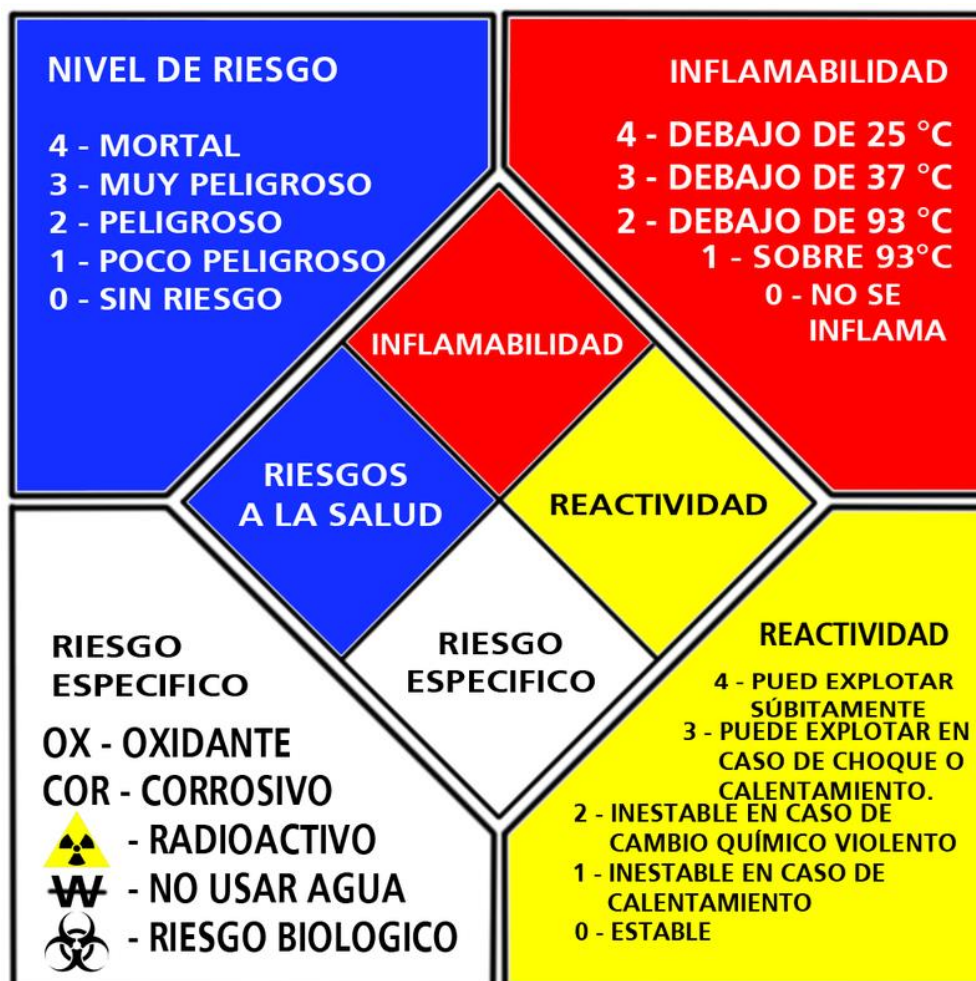 NIVEL DE RIESGO
4 - MORTAL
3 - MUY PELIGROSO
2 - PELIGROSO
1 - POCO PELIGROSO
0 - SIN RIESGO
INFLAMABILIDAD
4 - DEBAJO DE 25 °C
3 - DEBAJO DE 37 °C
2 - DEBAJO DE 93 °C
1 - SOBRE 93°C
0 - NO SE
INFLAMA
INFLAMABILIDAD
RIESGOS
A LA SALUD
REACTIVIDAD
RIESGO
ESPECIFICO
RIESGO
ESPECIFICO
OX - OXIDANTE
COR - CORROSIVO
- RADIOACTIVO
W - NO USAR AGUA
- RIESGO BIOLOGICO
REACTIVIDAD
4 - PUED EXPLOTAR
SÚBITAMENTE
3 - PUEDE EXPLOTAR EN
CASO DE CHOQUE O
CALENTAMIENTO.
2 - INESTABLE EN CASO DE
CAMBIO QUÍMICO VIOLENTO
1 - INESTABLE EN CASO DE
CALENTAMIENTO
0 - ESTABLE